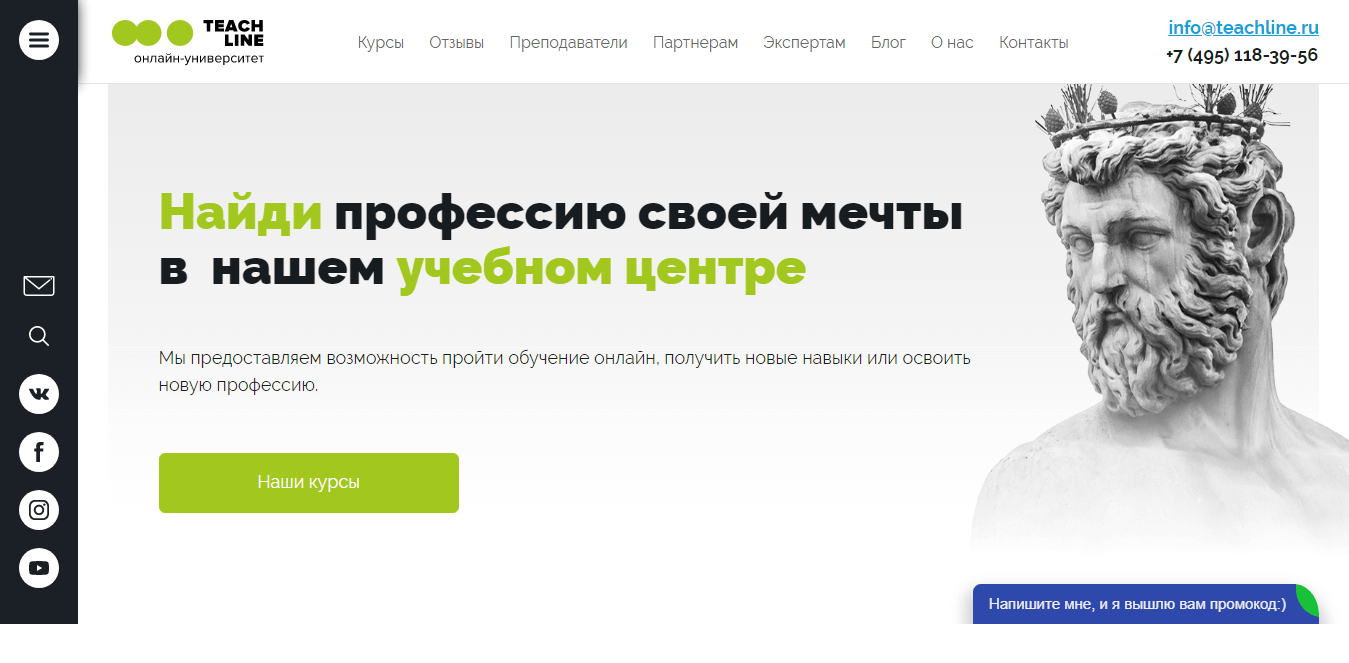 TEACH
LINE
онлайн-университет
Курсы Отзывы Преподаватели Партнерам Экспертам Блог О нас Контакты
info@teachline.ru
+7 (495) 118-39-56
Найди профессию своей мечты
в нашем учебном центре
Мы предоставляем возможность пройти обучение онлайн, получить новые навыки или освоить
новую профессию.
Наши курсы
Напишите мне, и я вышлю вам промокод:)